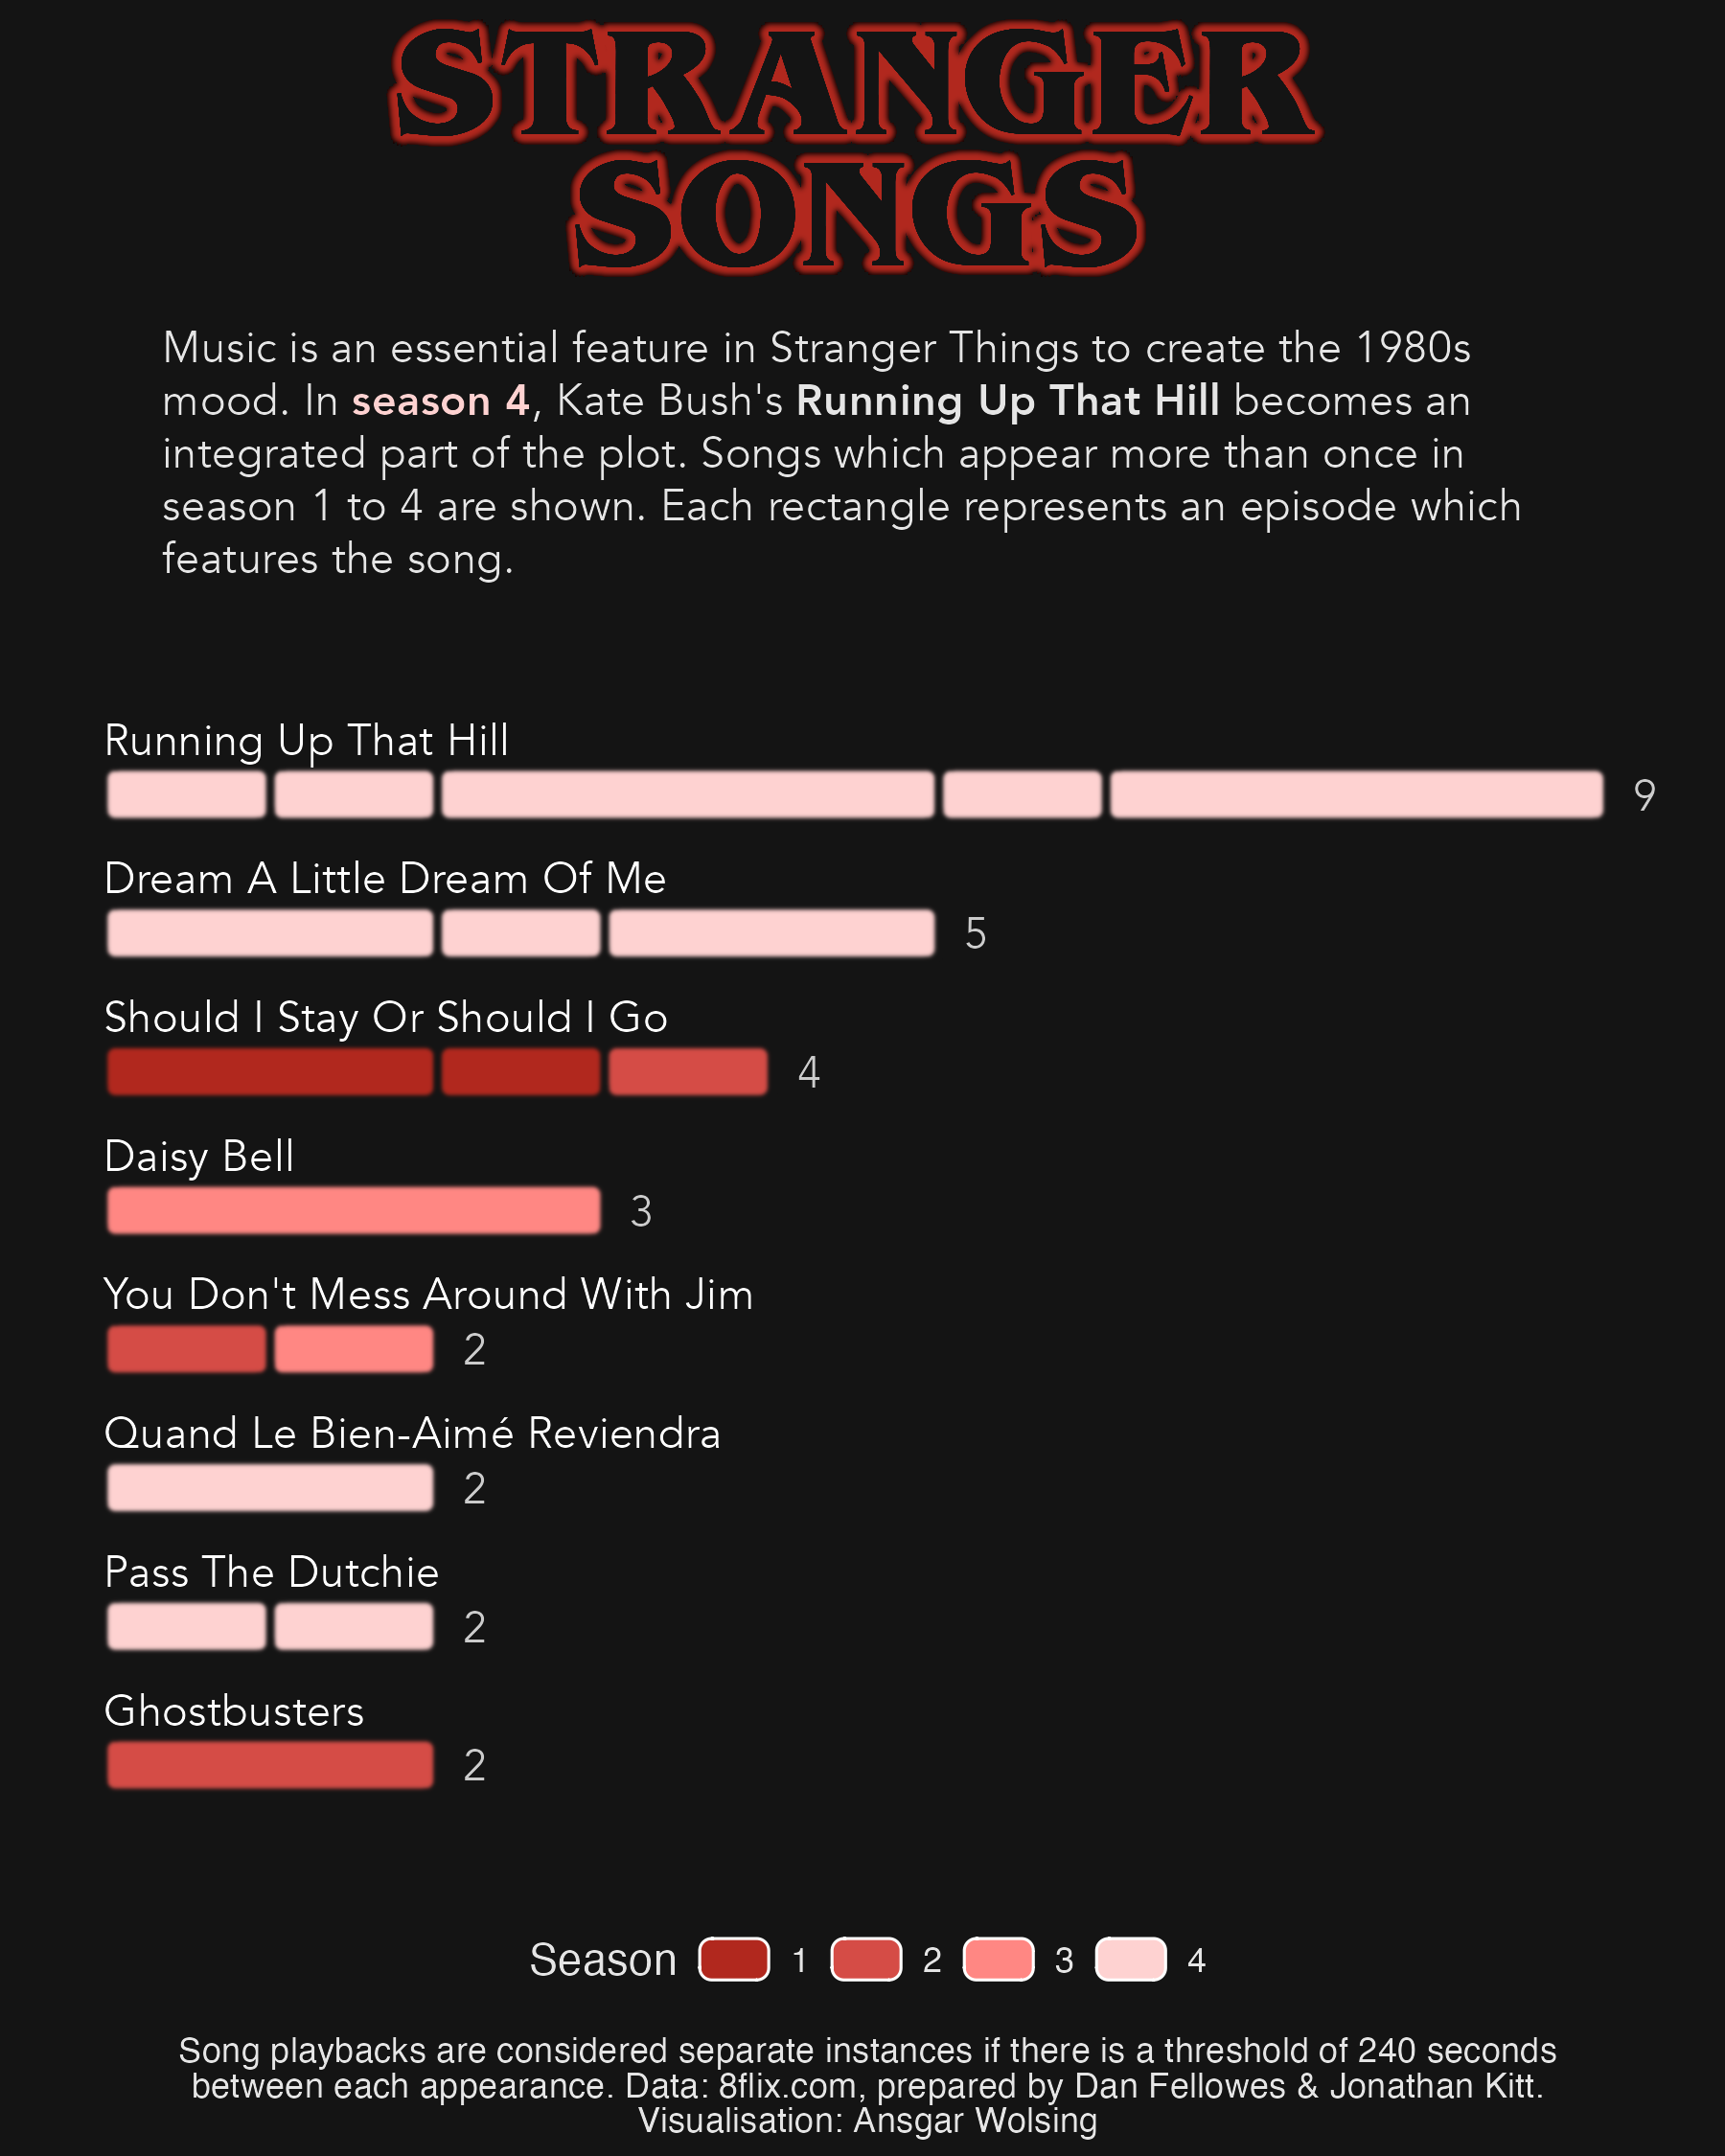 STRANGER
SONGS
Music is an essential feature in Stranger Things to create the 1980s
mood. In season 4, Kate Bush's Running Up That Hill becomes an
integrated part of the plot. Songs which appear more than once in
season 1 to 4 are shown. Each rectangle represents an episode which
features the song.
Running Up That Hill
9
Dream A Little Dream Of Me
5
Should I Stay Or Should I Go
4
Daisy Bell
3
You Don't Mess Around With Jim
2
Quand Le Bien-Aimé Reviendra
2
Pass The Dutchie
2
Ghostbusters
2
Season 1 2 3 4
Song playbacks are considered separate instances if there is a threshold of 240 seconds
between each appearance. Data: 8flix.com, prepared by Dan Fellowes & Jonathan Kitt.
Visualisation: Ansgar Wolsing